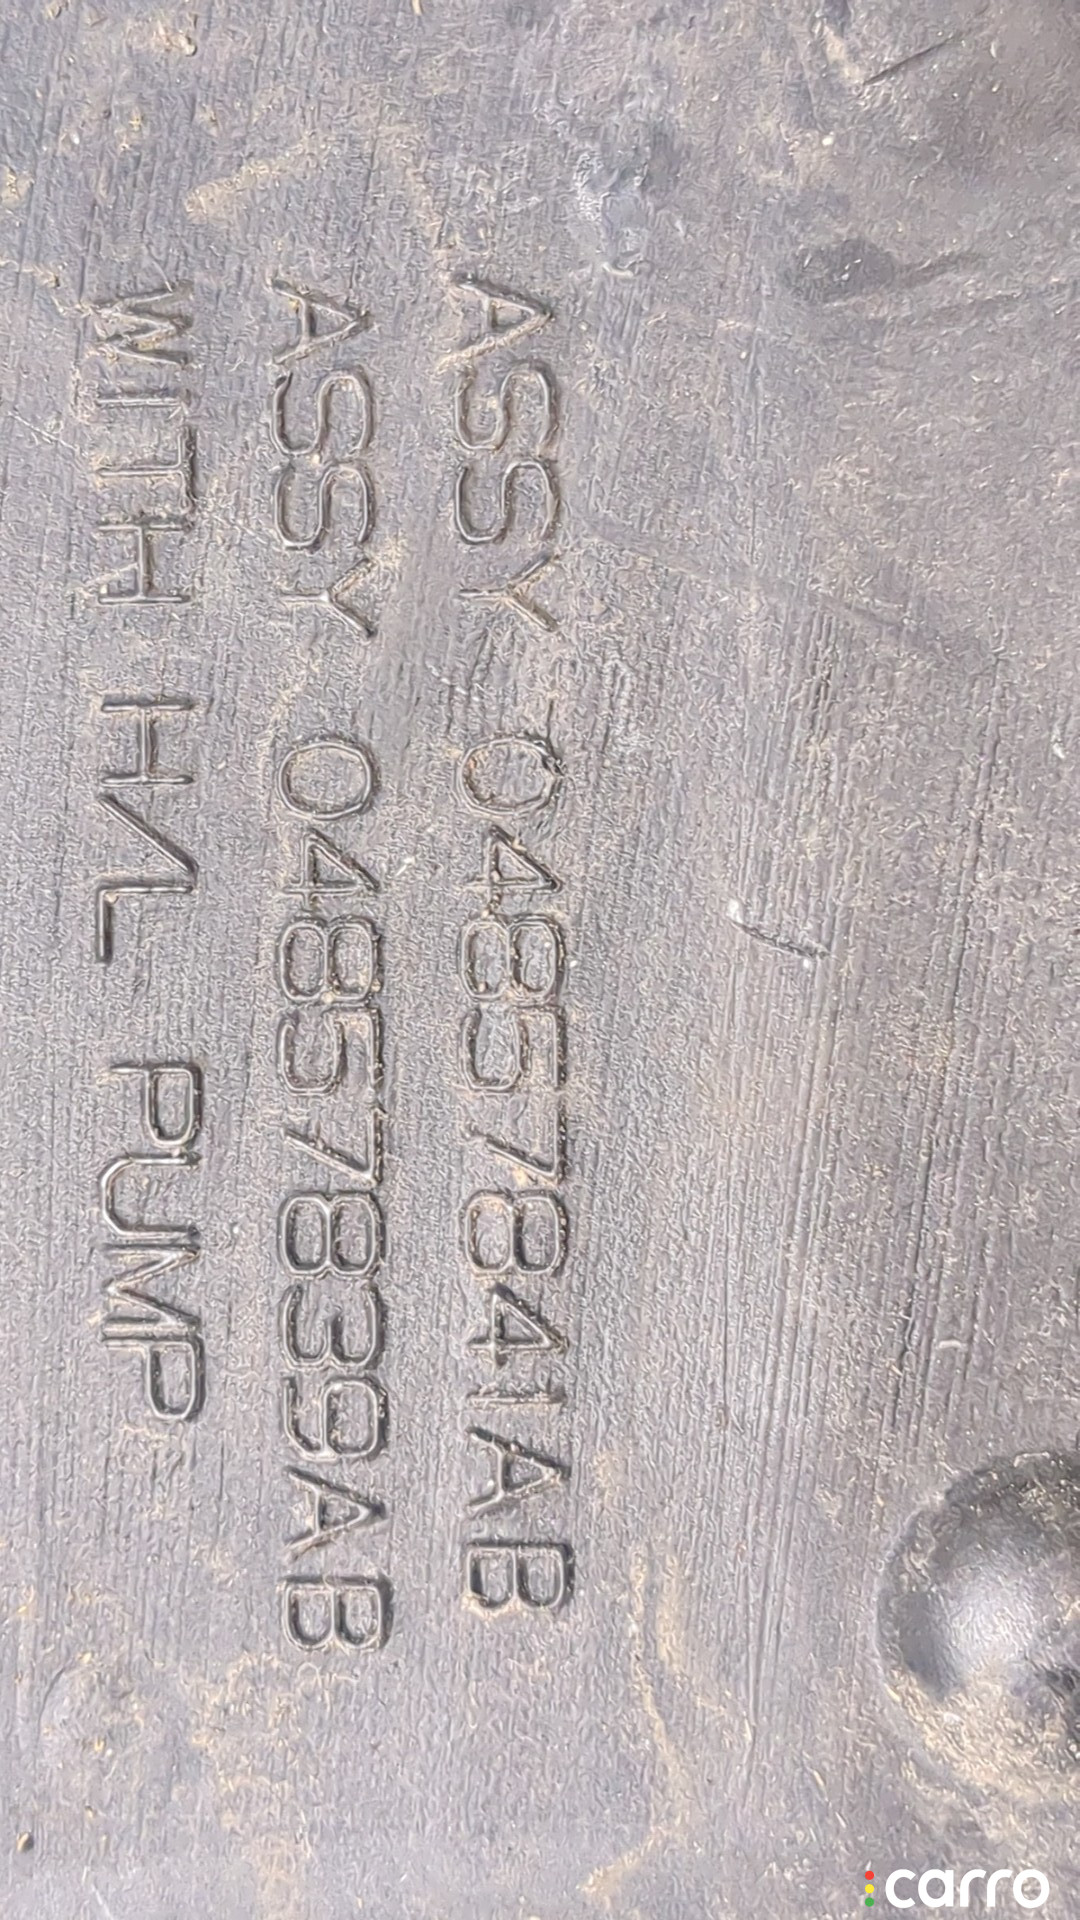 ASSY 04857841AB
ASSY 04857839AB
WITH H/L PUMP
carro